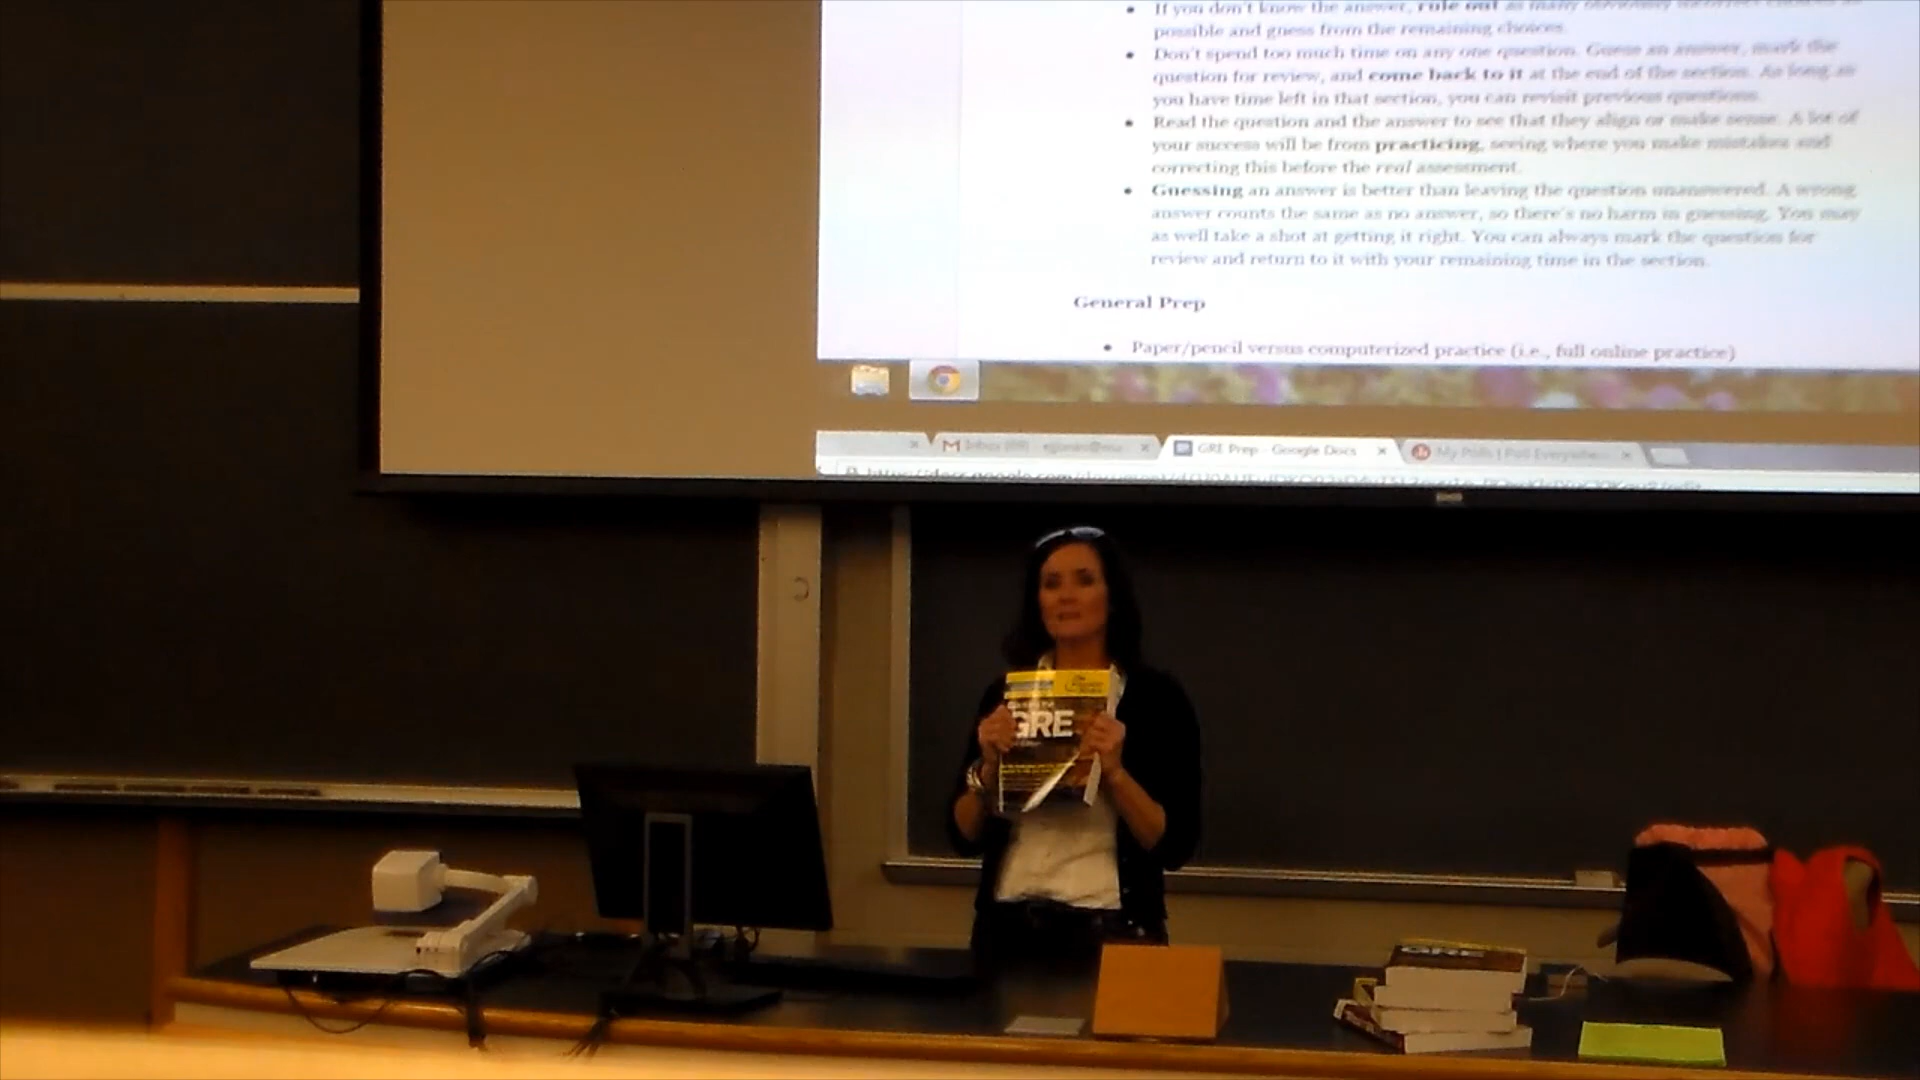 If you don't know the answer, rule out as many obviously incorrect choices as
possible and guess from the remaining choices.
Don't spend too much time on any one question. Guess an answer, mark the
question for review, and come back to it at the end of the section. As long as
you have time left in that section, you can revisit previous questions.
Read the question and the answer to see that they align or make sense. A lot of
your success will be from practicing, seeing where you make mistakes and
correcting this before the real assessment.
Guessing an answer is better than leaving the question unanswered. A wrong
answer counts the same as no answer, so there's no harm in guessing. You may
as well take a shot at getting it right. You can always mark the question for
review and return to it with your remaining time in the section.
General Prep
Paper/pencil versus computerized practice (i.e., full online practice)
Inbox
GRE Prep - Google Docs
My Polls | Poll Everywhe...
GRE
GRE